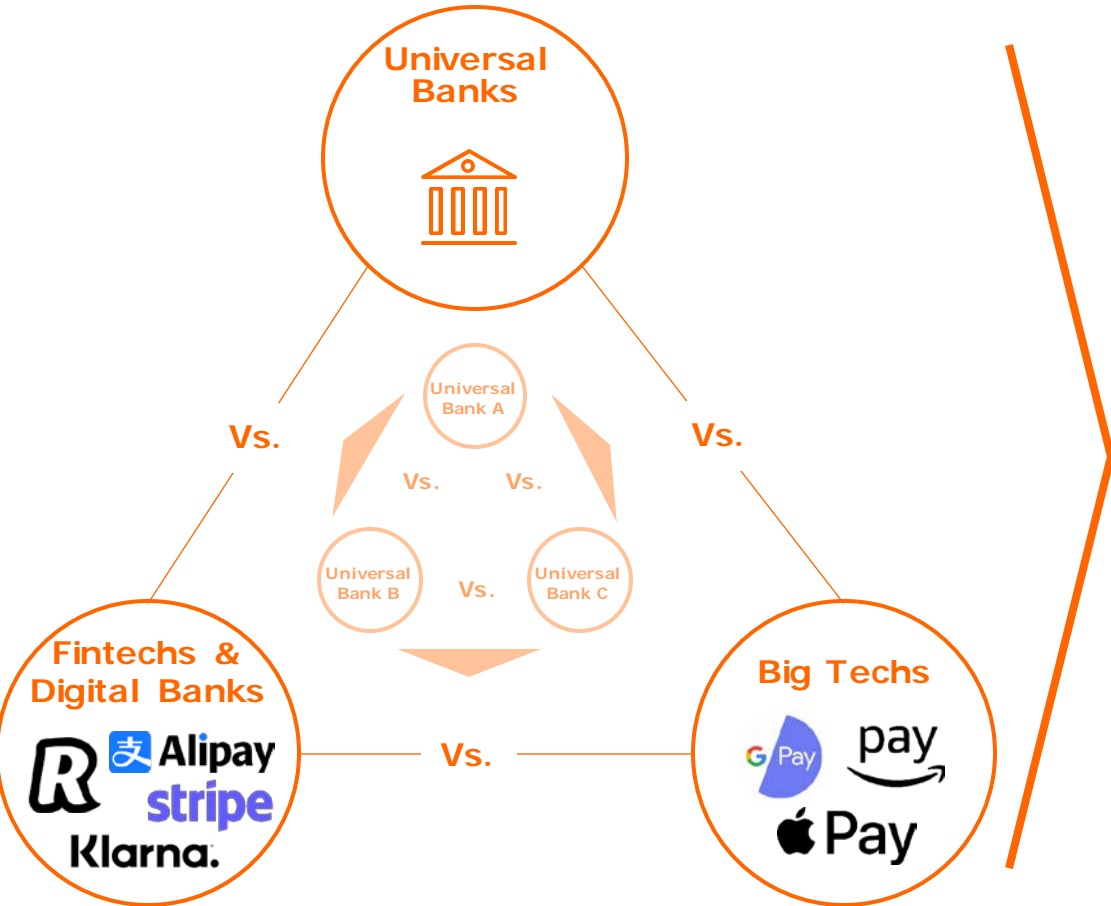 Universal
Banks
Universal
Bank A
Vs.
Vs.
Vs.
Vs.
Universal
Bank B
Vs.
Universal
Bank C
Fintechs &
Digital Banks
R
支 Alipay
stripe
Klarna.
Vs.
Big Techs
G Pay
pay
Pay